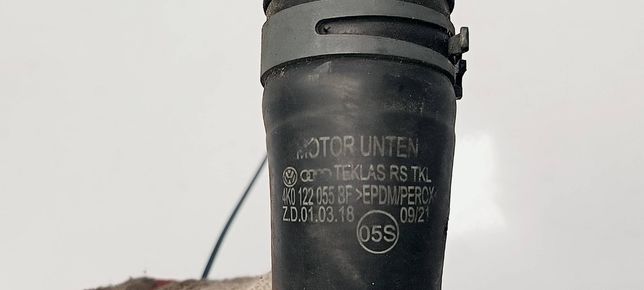 MOTOR UNTEN
TEKLAS RS TKL
4K0 122 055 BF >EPDM/PEROX<
Z.D.01.03.18 09/21
05S